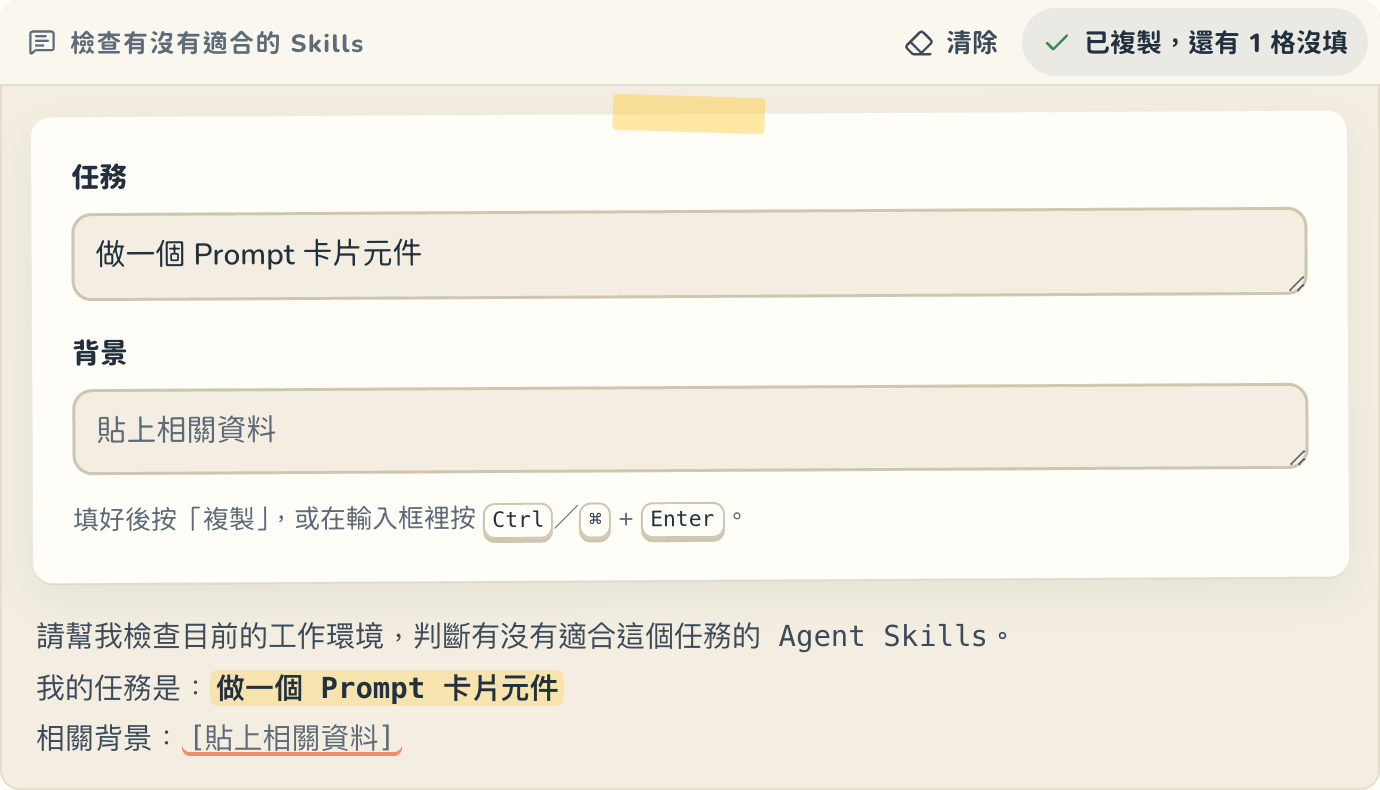 檢查有沒有適合的 Skills
清除
已複製，還有 1 格沒填
任務
做一個 Prompt 卡片元件
背景
貼上相關資料
填好後按「複製」，或在輸入框裡按 Ctrl／⌘ + Enter。
請幫我檢查目前的工作環境，判斷有沒有適合這個任務的 Agent Skills。
我的任務是：做一個 Prompt 卡片元件
相關背景：[貼上相關資料]